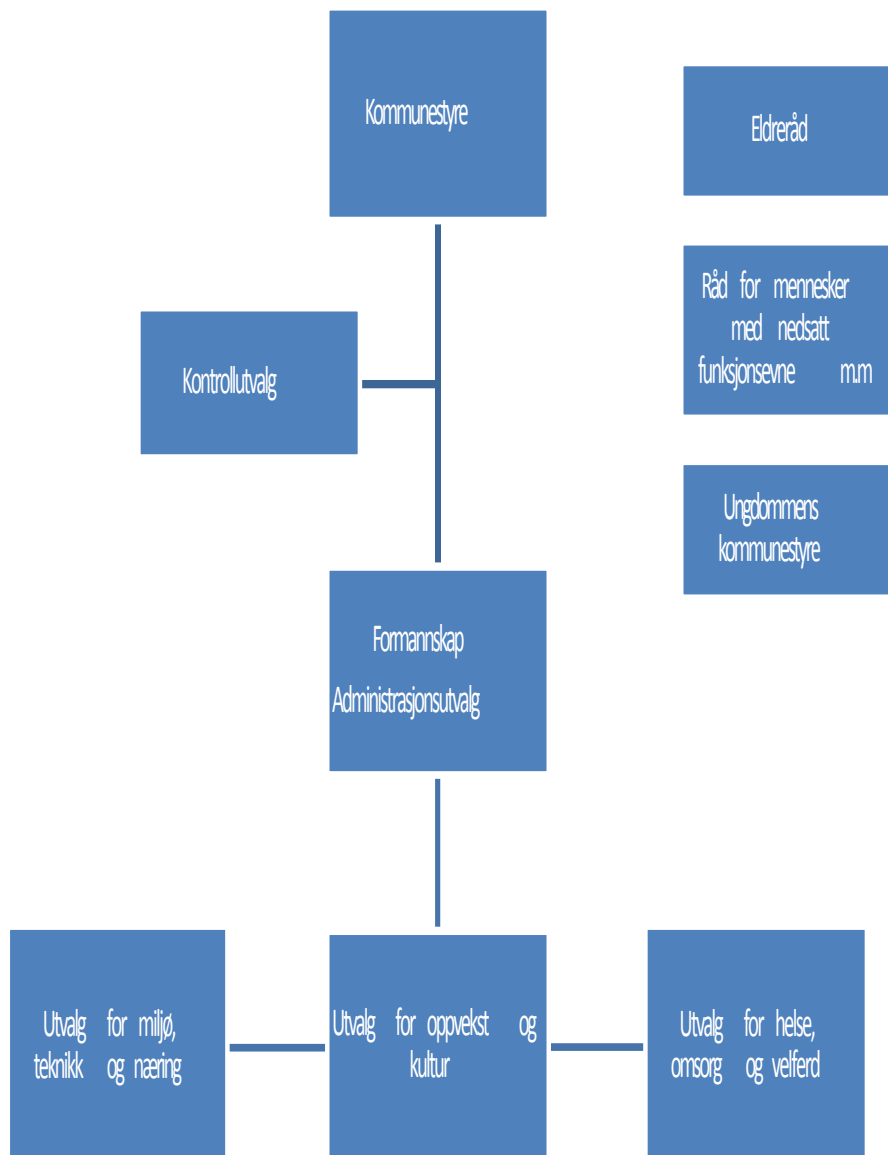 Kommunestyre
Eldreråd
Råd for mennesker
med nedsatt
funksjonsevne m.m
Kontrollutvalg
Ungdommens
kommunestyre
Formannskap
Administrasjonsutvalg
Utvalg for miljø,
teknikk og næring
Utvalg for oppvekst og
kultur
Utvalg for helse,
omsorg og velferd